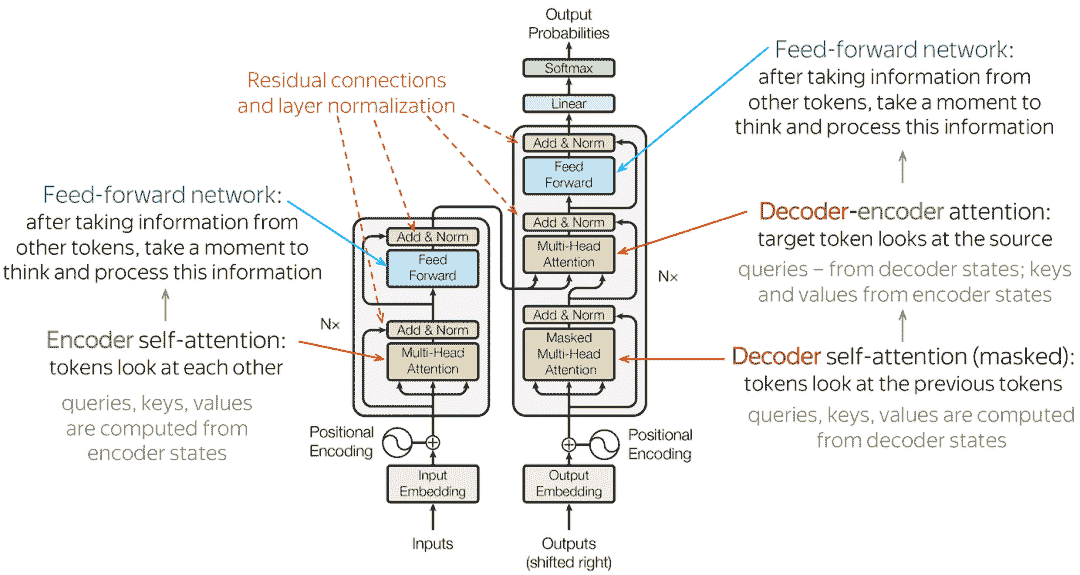 Output
Probabilities
Softmax
Linear
Add & Norm
Feed
Forward
Add & Norm
Multi-Head
Attention
Nx
Add & Norm
Masked
Multi-Head
Attention
Positional
Encoding
Output
Embedding
Outputs
(shifted right)
Residual connections
and layer normalization
Add & Norm
Feed
Forward
Nx
Add & Norm
Multi-Head
Attention
Positional
Encoding
Input
Embedding
Inputs
Feed-forward network:
after taking information from
other tokens, take a moment to
think and process this information
Encoder self-attention:
tokens look at each other
queries, keys, values
are computed from
encoder states
Feed-forward network:
after taking information from
other tokens, take a moment to
think and process this information
Decoder-encoder attention:
target token looks at the source
queries – from decoder states; keys
and values from encoder states
Decoder self-attention (masked):
tokens look at the previous tokens
queries, keys, values are computed
from decoder states